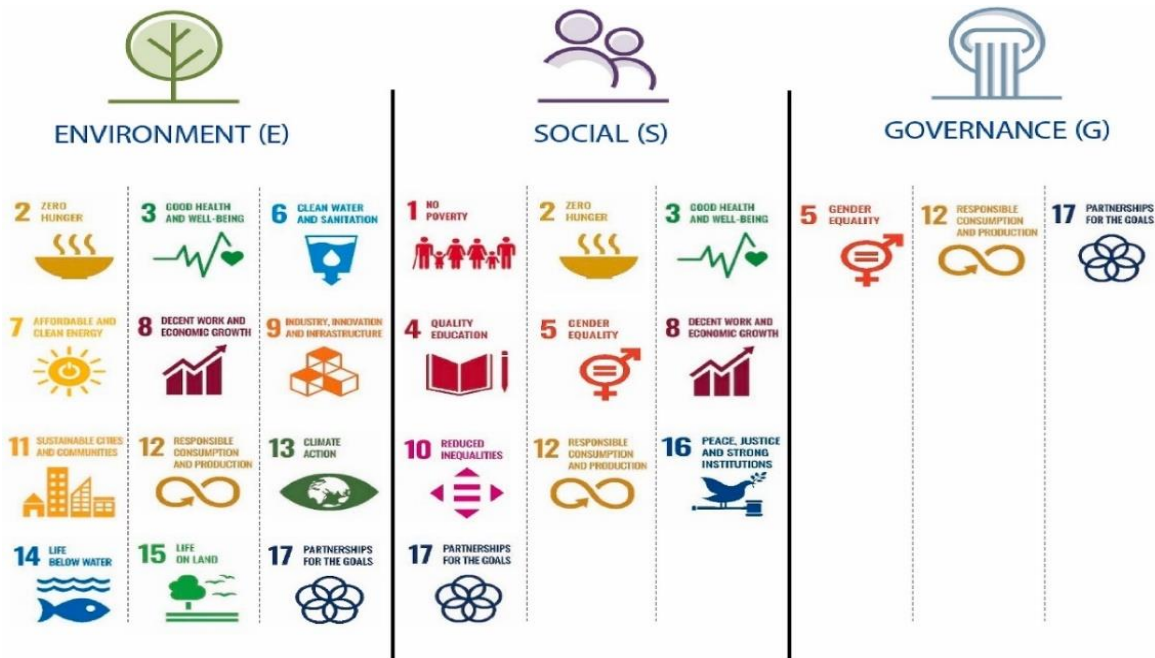 ENVIRONMENT (E)
2 ZERO
HUNGER
3 GOOD HEALTH
AND WELL-BEING
6 CLEAN WATER
AND SANITATION
7 AFFORDABLE AND
CLEAN ENERGY
8 DECENT WORK AND
ECONOMIC GROWTH
9 INDUSTRY, INNOVATION
AND INFRASTRUCTURE
11 SUSTAINABLE CITIES
AND COMMUNITIES
12 RESPONSIBLE
CONSUMPTION
AND PRODUCTION
13 CLIMATE
ACTION
14 LIFE
BELOW WATER
15 LIFE
ON LAND
17 PARTNERSHIPS
FOR THE GOALS
SOCIAL (S)
1 NO
POVERTY
2 ZERO
HUNGER
3 GOOD HEALTH
AND WELL-BEING
4 QUALITY
EDUCATION
5 GENDER
EQUALITY
8 DECENT WORK AND
ECONOMIC GROWTH
10 REDUCED
INEQUALITIES
12 RESPONSIBLE
CONSUMPTION
AND PRODUCTION
16 PEACE, JUSTICE
AND STRONG
INSTITUTIONS
17 PARTNERSHIPS
FOR THE GOALS
GOVERNANCE (G)
5 GENDER
EQUALITY
12 RESPONSIBLE
CONSUMPTION
AND PRODUCTION
17 PARTNERSHIPS
FOR THE GOALS